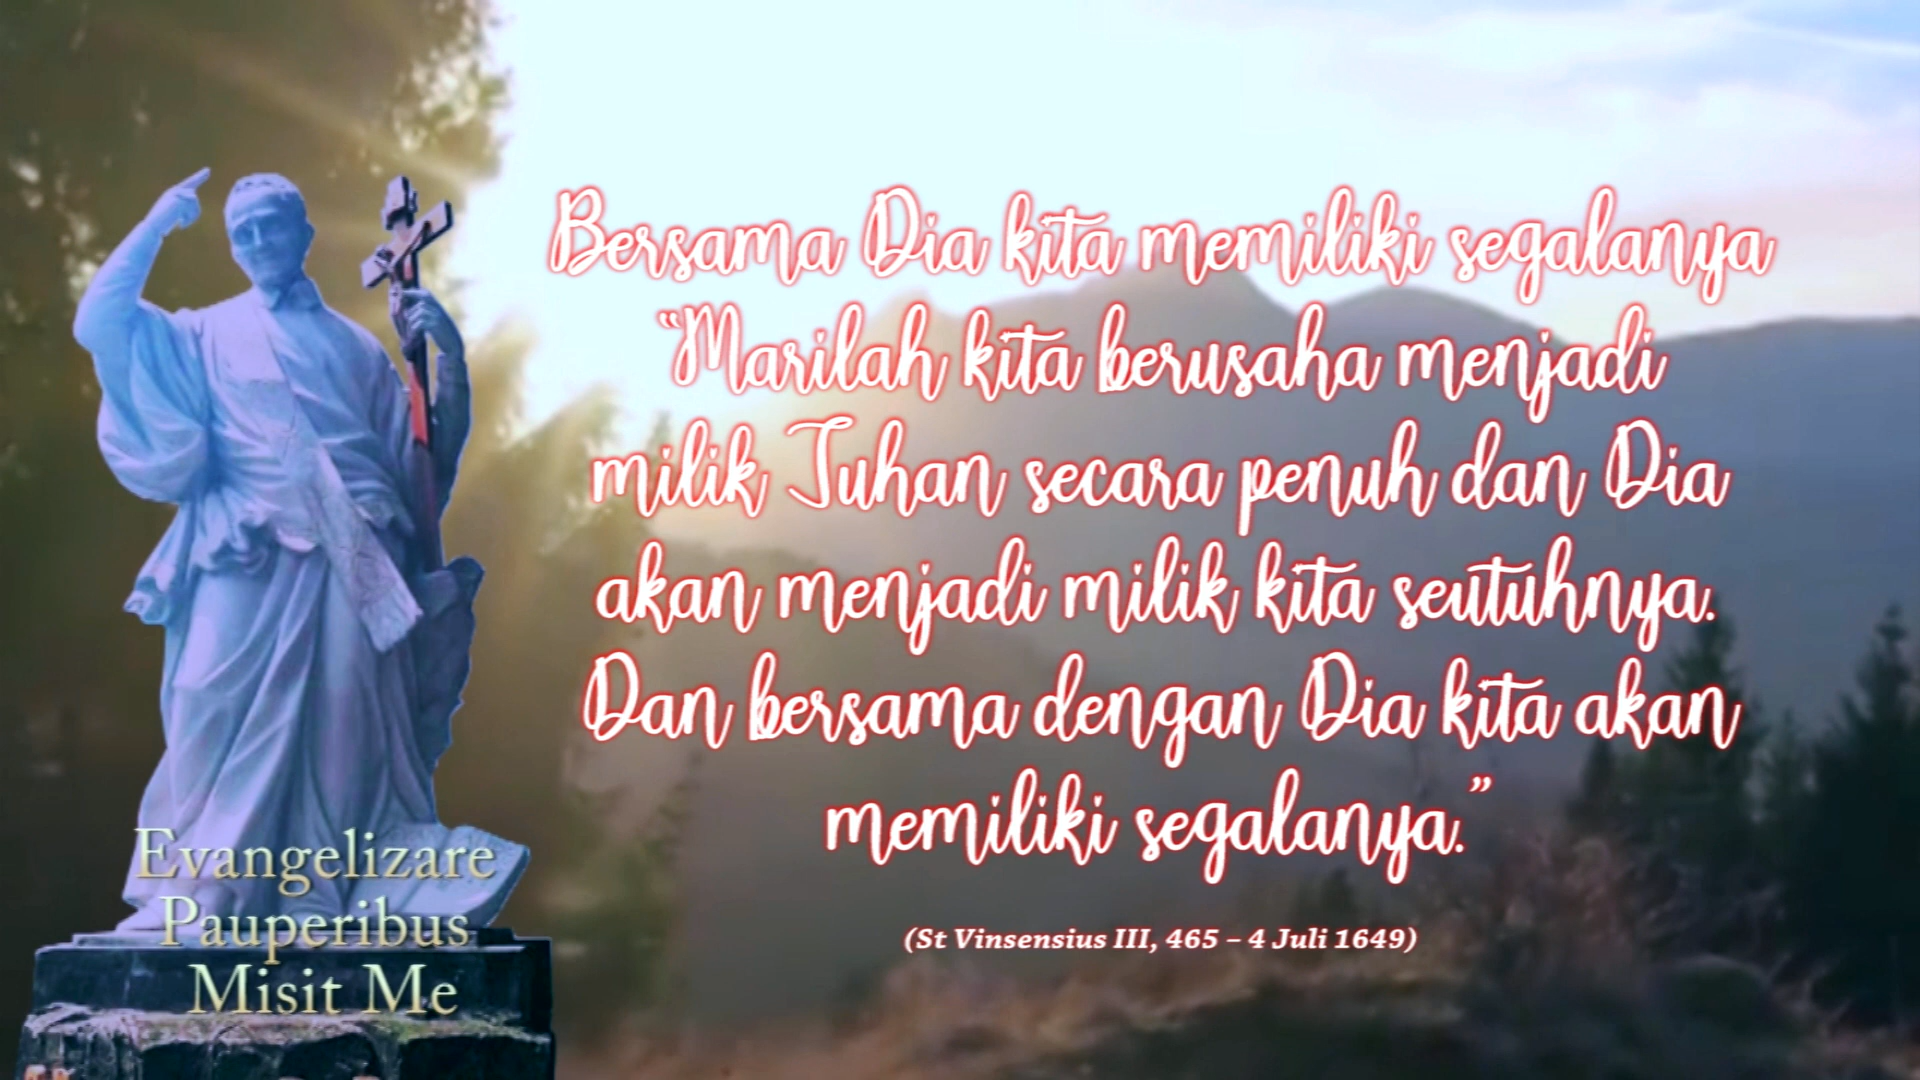 Bersama Dia kita memiliki segalanya
“Marilah kita berusaha menjadi
milik Tuhan secara penuh dan Dia
akan menjadi milik kita seutuhnya.
Dan bersama dengan Dia kita akan
memiliki segalanya.”
(St Vinsensius III, 465 – 4 Juli 1649)
Evangelizare
Pauperibus
Misit Me